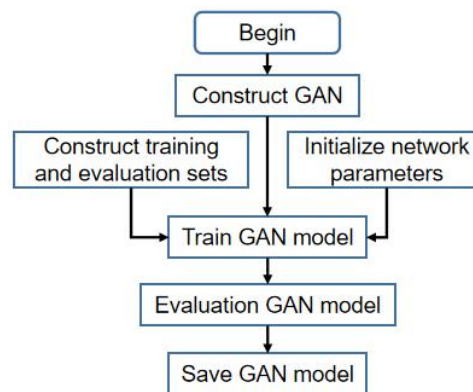 Begin
Construct GAN
Construct training
and evaluation sets
Initialize network
parameters
Train GAN model
Evaluation GAN model
Save GAN model